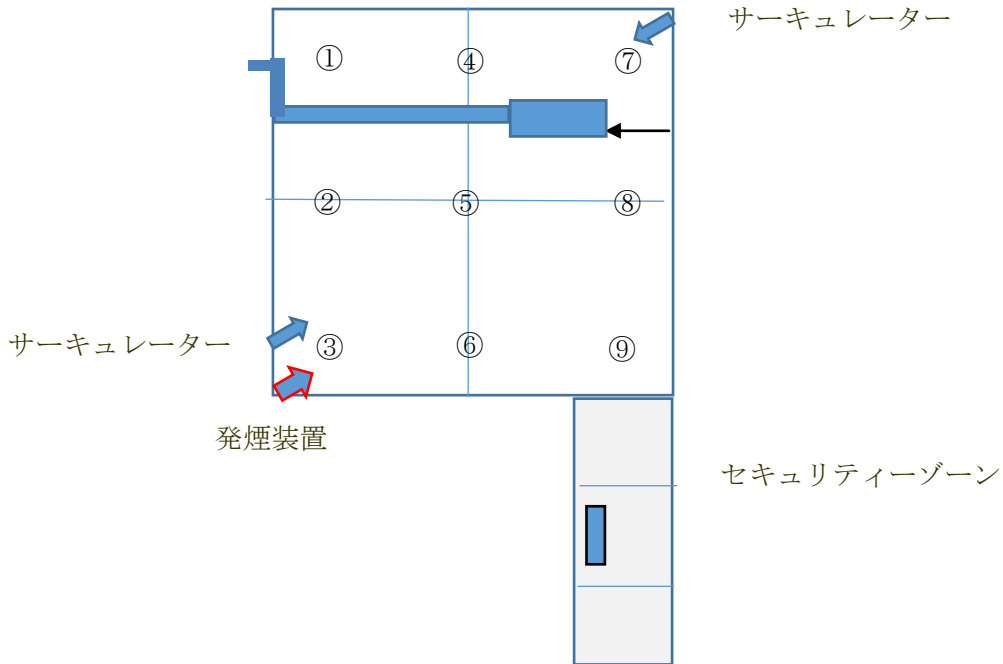 サーキュレーター
① ④ ⑦
② ⑤ ⑧
サーキュレーター
③ ⑥ ⑨
発煙装置
セキュリティーゾーン